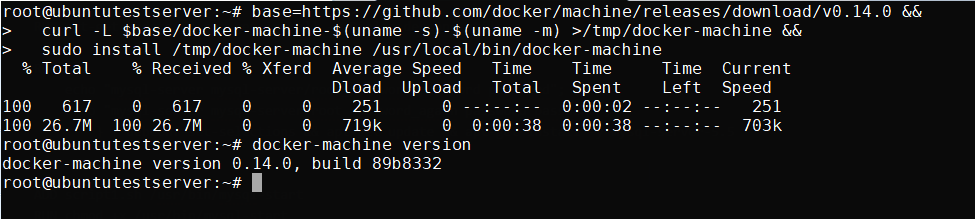 root@ubuntutestserver:~# base=https://github.com/docker/machine/releases/download/v0.14.0 &&
>   curl -L $base/docker-machine-$(uname -s)-$(uname -m) >/tmp/docker-machine &&
>   sudo install /tmp/docker-machine /usr/local/bin/docker-machine
  % Total    % Received % Xferd  Average Speed   Time    Time     Time  Current
                                 Dload  Upload   Total   Spent    Left  Speed
100   617    0   617    0     0    251      0 --:--:--  0:00:02 --:--:--   251
100 26.7M  100 26.7M    0     0   719k      0  0:00:38  0:00:38 --:--:--  703k
root@ubuntutestserver:~# docker-machine version
docker-machine version 0.14.0, build 89b8332
root@ubuntutestserver:~#